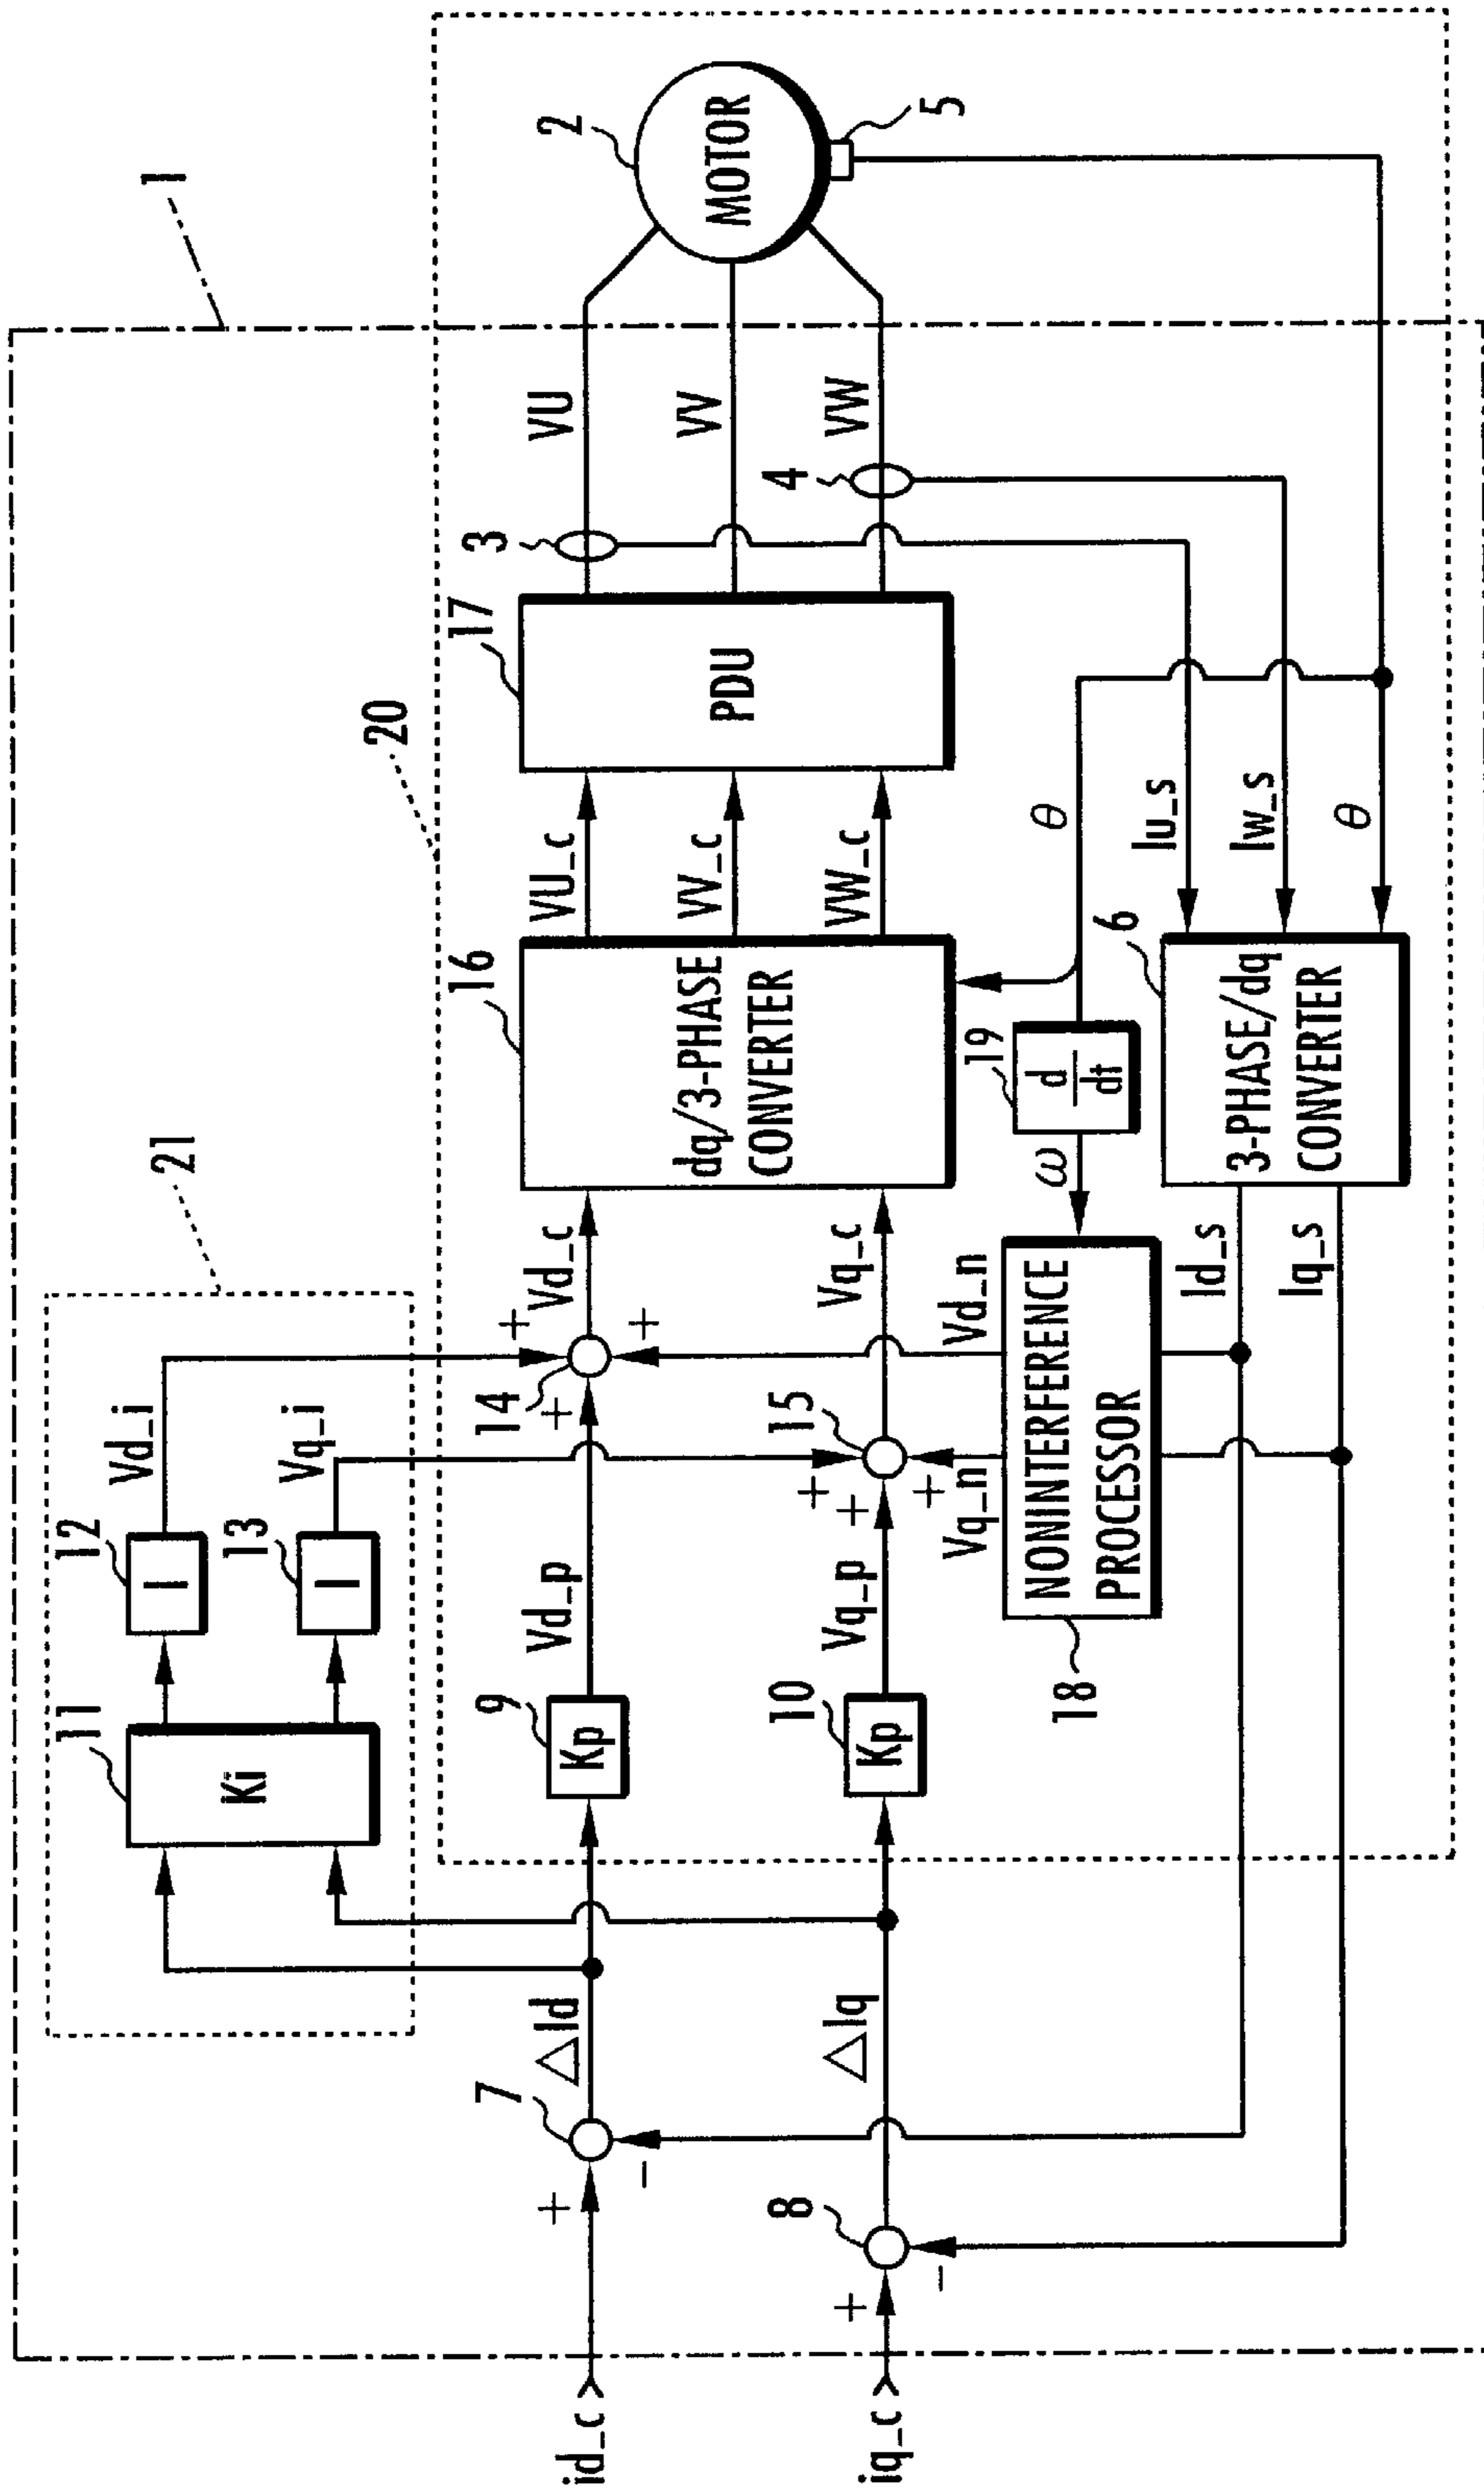 1
20
21
2
MOTOR
5
3
4
VU
VV
VW
17
PDU
VU_c
VV_c
VW_c
16
dq/3-PHASE
CONVERTER
θ
Iu_s
Iw_s
θ
6
3-PHASE/dq
CONVERTER
19
d
dt
ω
Id_s
Iq_s
18
NONINTERFERENCE
PROCESSOR
Vd_n
Vq_n
Vd_c
Vq_c
14
+
+
+
15
+
+
+
Vd_i
Vq_i
12
I
13
I
11
Ki
9
Kp
Vd_p
10
Kp
Vq_p
△Id
△Iq
7
+
-
8
+
-
id_c
iq_c